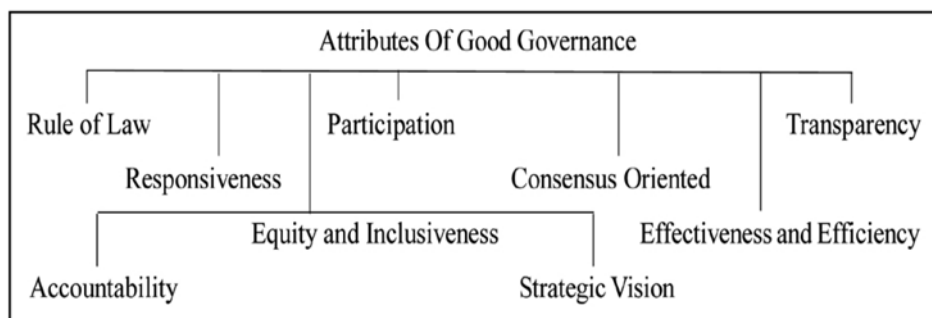 Attributes Of Good Governance
Rule of Law Participation Transparency
Responsiveness Consensus Oriented
Equity and Inclusiveness Effectiveness and Efficiency
Accountability Strategic Vision